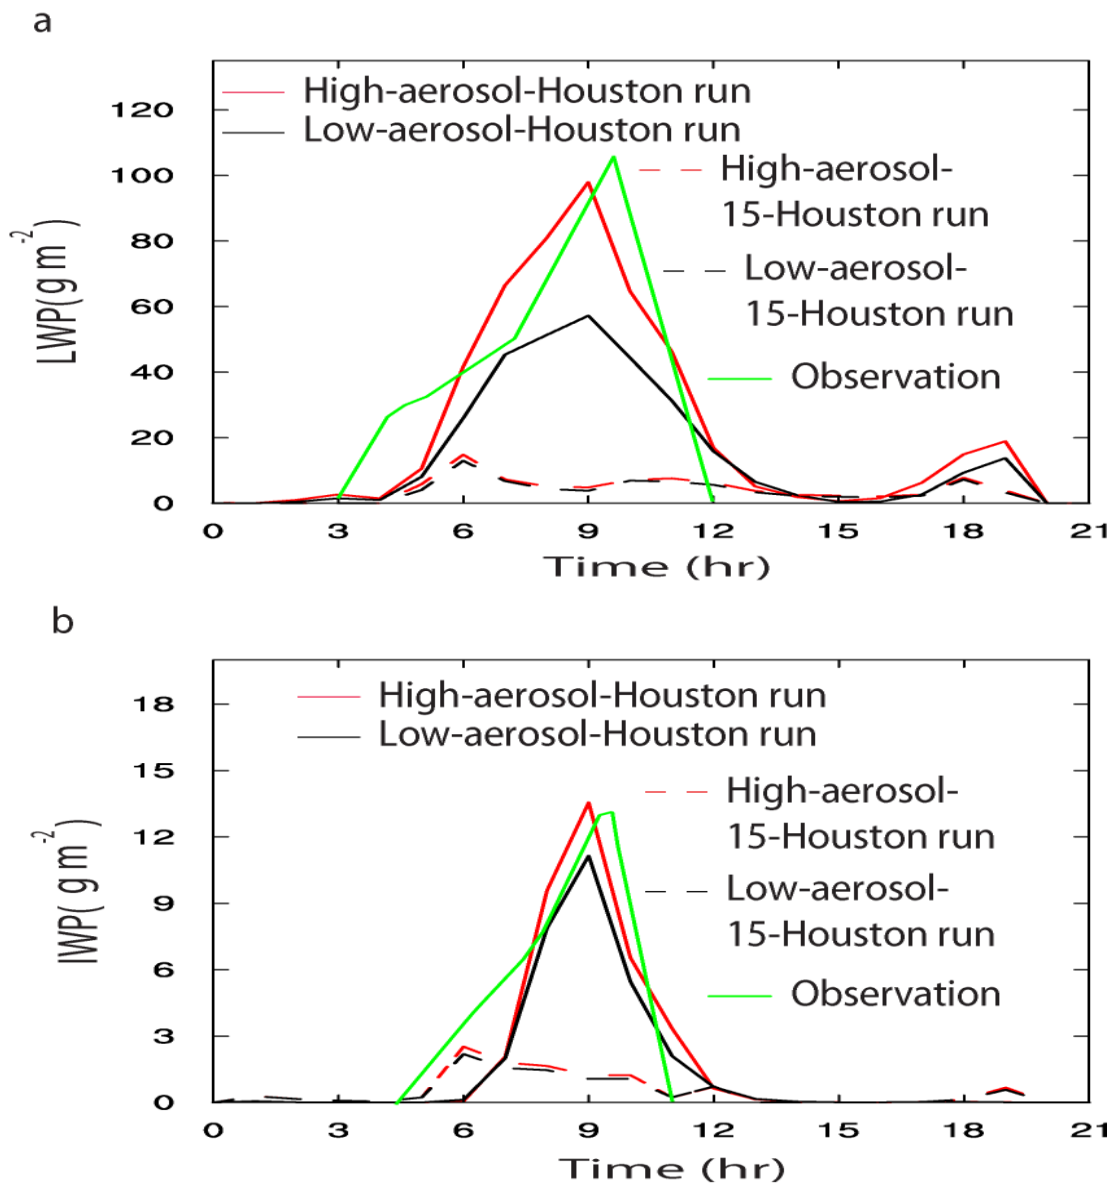 a
High-aerosol-Houston run
Low-aerosol-Houston run
High-aerosol-
15-Houston run
Low-aerosol-
15-Houston run
Observation
LWP(g m-2)
120
100
80
60
40
20
0
0 3 6 9 12 15 18 21
Time (hr)
b
High-aerosol-Houston run
Low-aerosol-Houston run
High-aerosol-
15-Houston run
Low-aerosol-
15-Houston run
Observation
IWP( g m-2)
18
15
12
9
6
3
0
0 3 6 9 12 15 18 21
Time (hr)